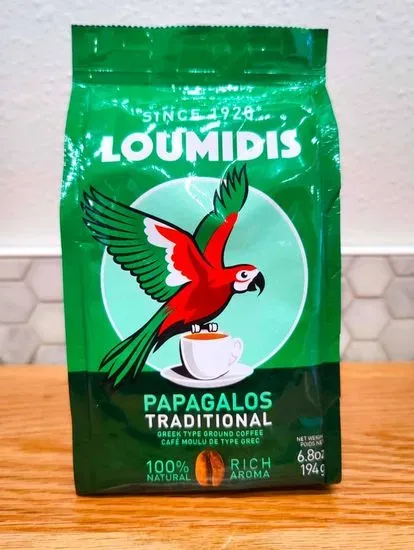 SINCE 1920
LOUMIDIS
PAPAGALOS
TRADITIONAL
GREEK TYPE GROUND COFFEE
CAFÉ MOULU DE TYPE GREC
100%
NATURAL
RICH
AROMA
NET WEIGHT
POIDS NET
6.8oz
194g